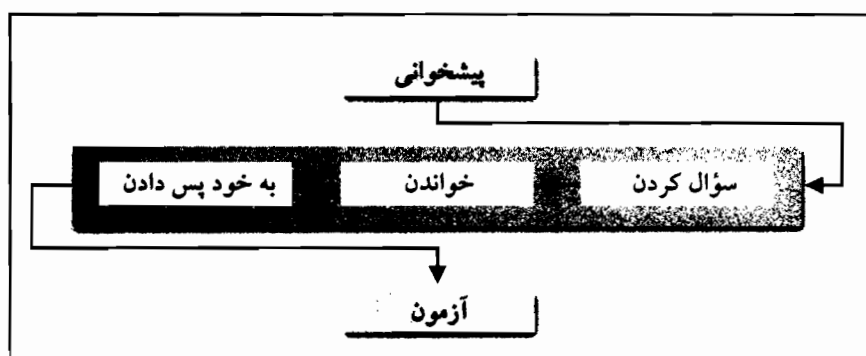 پیشخوانی
سؤال کردن
خواندن
به خود پس دادن
آزمون